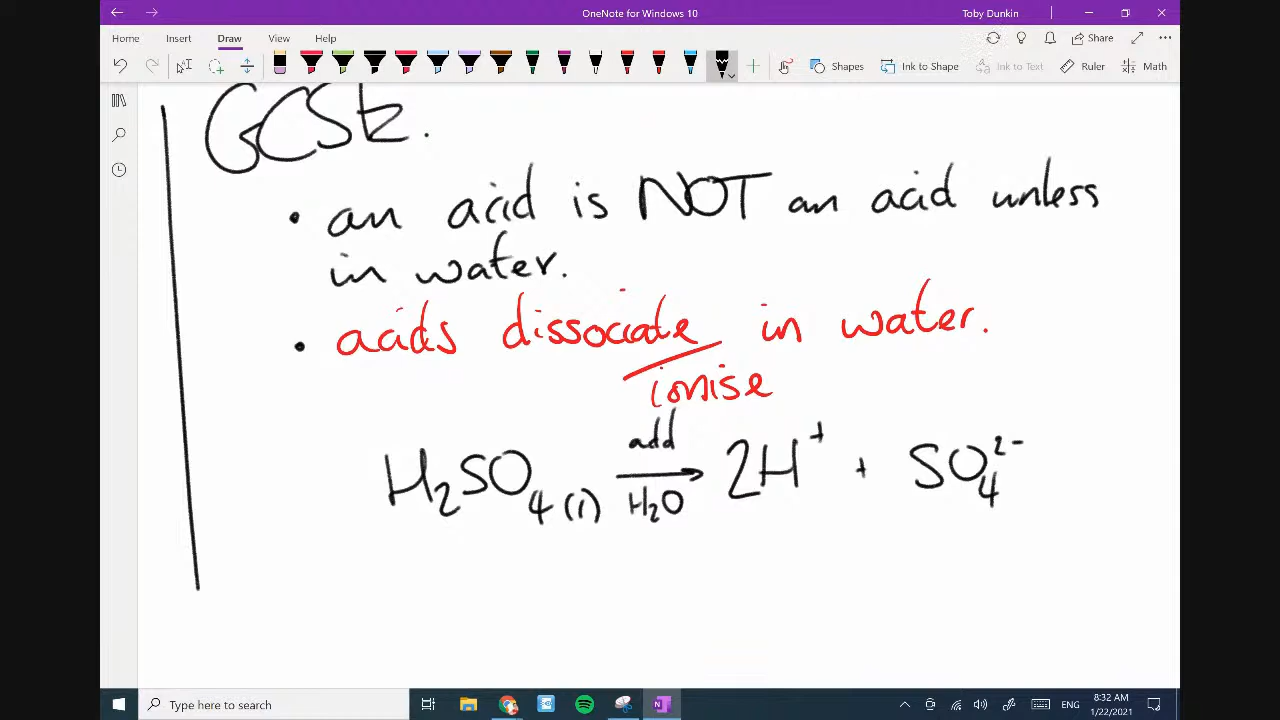 OneNote for Windows 10
Toby Dunkin
Home Insert Draw View Help
Share
Shapes Ink to Shape Ink to Text Ruler Math
GCSE.
• an acid is NOT an acid unless
in water.
• acids dissociate in water.
ionise
add
H₂SO₄(l) → 2H⁺ + SO₄²⁻
H₂O
Type here to search
ENG
8:32 AM
1/22/2021